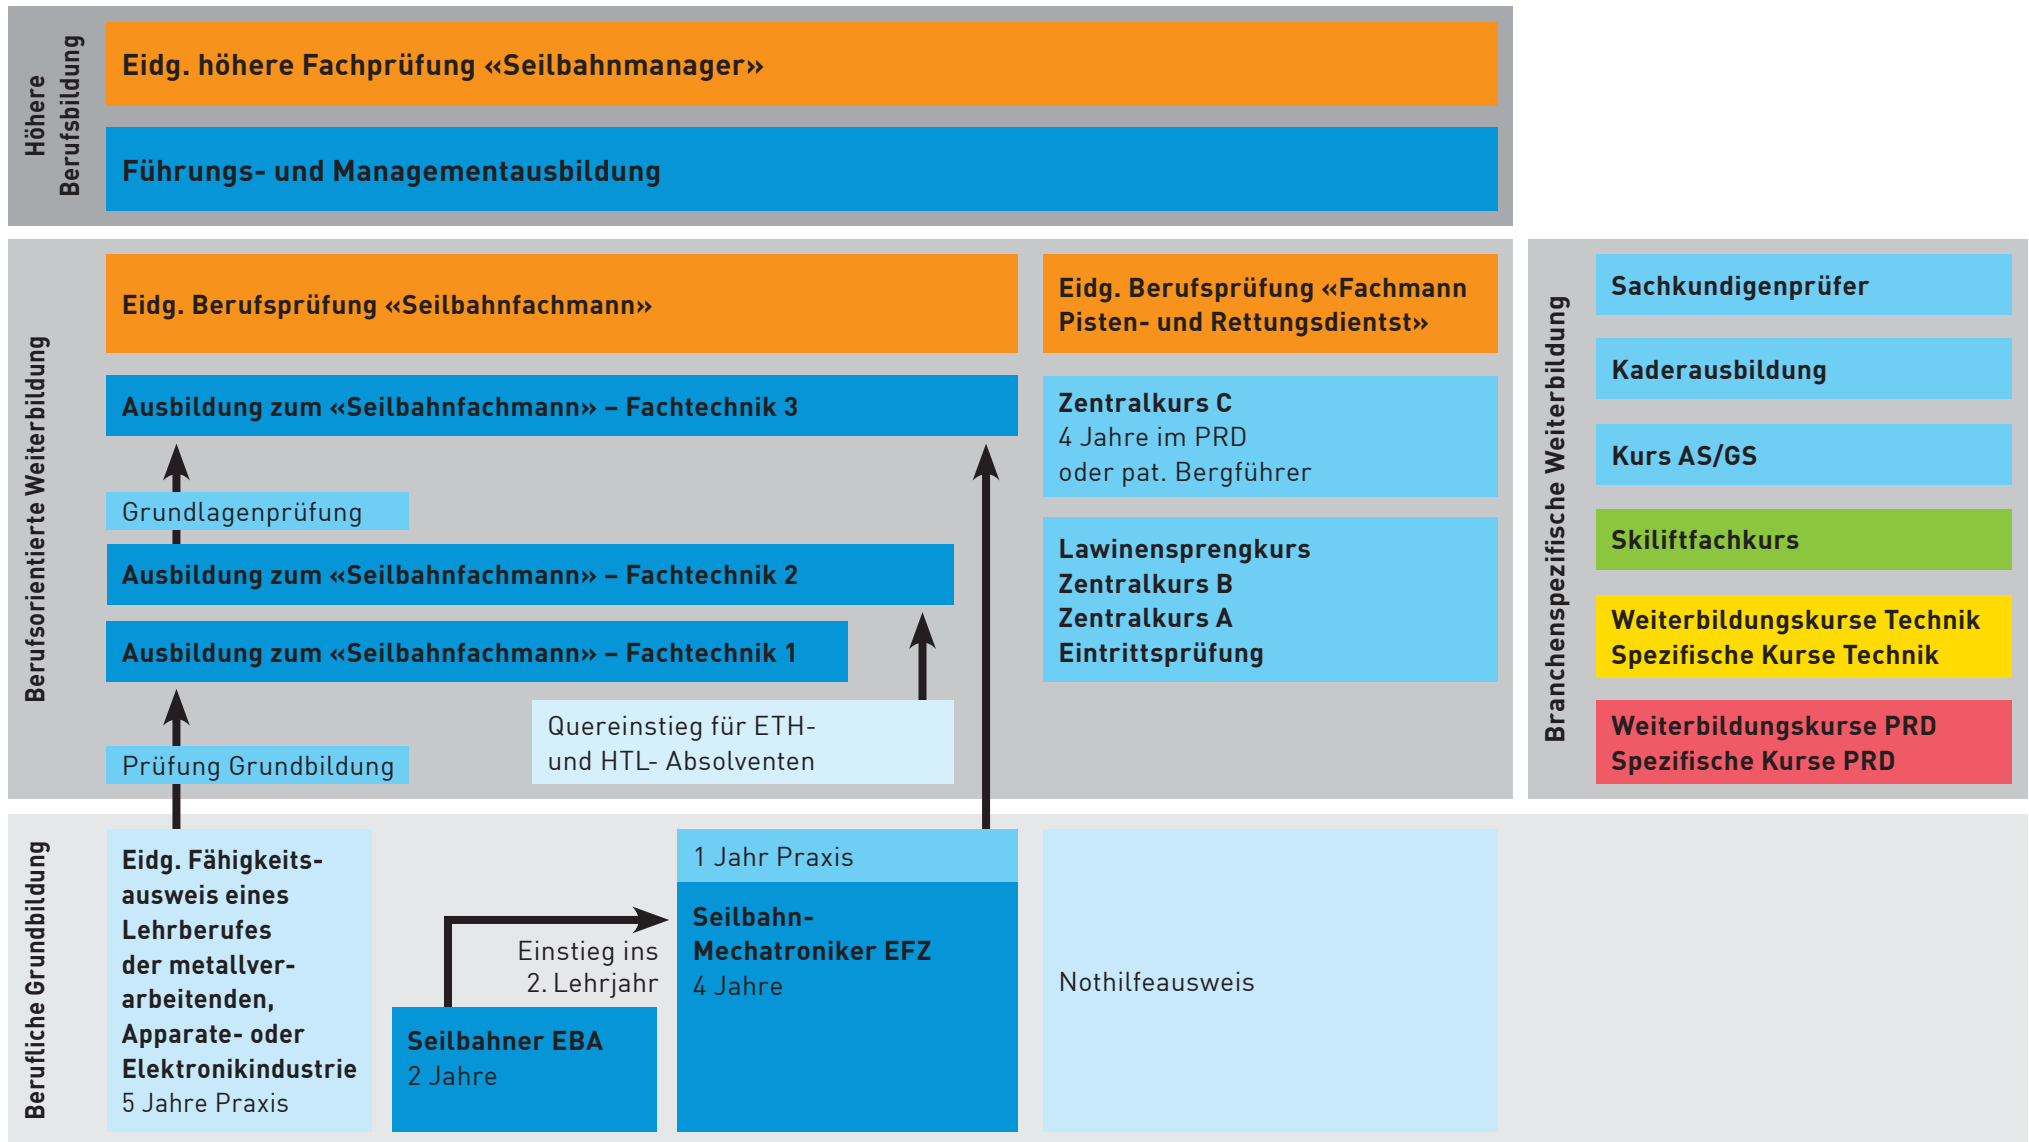 Höhere
Berufsbildung
Eidg. höhere Fachprüfung «Seilbahnmanager»
Führungs- und Managementausbildung
Berufsorientierte Weiterbildung
Eidg. Berufsprüfung «Seilbahnfachmann»
Ausbildung zum «Seilbahnfachmann» – Fachtechnik 3
Grundlagenprüfung
Ausbildung zum «Seilbahnfachmann» – Fachtechnik 2
Ausbildung zum «Seilbahnfachmann» – Fachtechnik 1
Quereinstieg für ETH-
und HTL- Absolventen
Prüfung Grundbildung
Eidg. Berufsprüfung «Fachmann
Pisten- und Rettungsdientst»
Zentralkurs C
4 Jahre im PRD
oder pat. Bergführer
Lawinensprengkurs
Zentralkurs B
Zentralkurs A
Eintrittsprüfung
Branchenspezifische Weiterbildung
Sachkundigenprüfer
Kaderausbildung
Kurs AS/GS
Skiliftfachkurs
Weiterbildungskurse Technik
Spezifische Kurse Technik
Weiterbildungskurse PRD
Spezifische Kurse PRD
Berufliche Grundbildung
Eidg. Fähigkeits-
ausweis eines
Lehrberufes
der metallver-
arbeitenden,
Apparate- oder
Elektronikindustrie
5 Jahre Praxis
Einstieg ins
2. Lehrjahr
Seilbahner EBA
2 Jahre
1 Jahr Praxis
Seilbahn-
Mechatroniker EFZ
4 Jahre
Nothilfeausweis